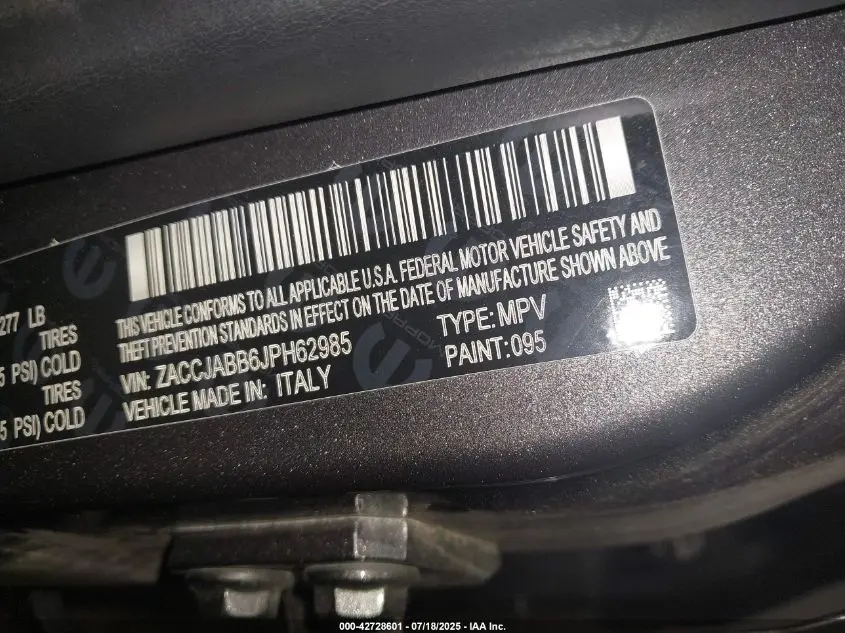 277 LB
TIRES
5 PSI) COLD
TIRES
5 PSI) COLD
THIS VEHICLE CONFORMS TO ALL APPLICABLE U.S.A. FEDERAL MOTOR VEHICLE SAFETY AND
THEFT PREVENTION STANDARDS IN EFFECT ON THE DATE OF MANUFACTURE SHOWN ABOVE
VIN: ZACCJABB6JPH62985
TYPE: MPV
VEHICLE MADE IN: ITALY
PAINT: 095
000-42728601 - 07/18/2025 - IAA Inc.